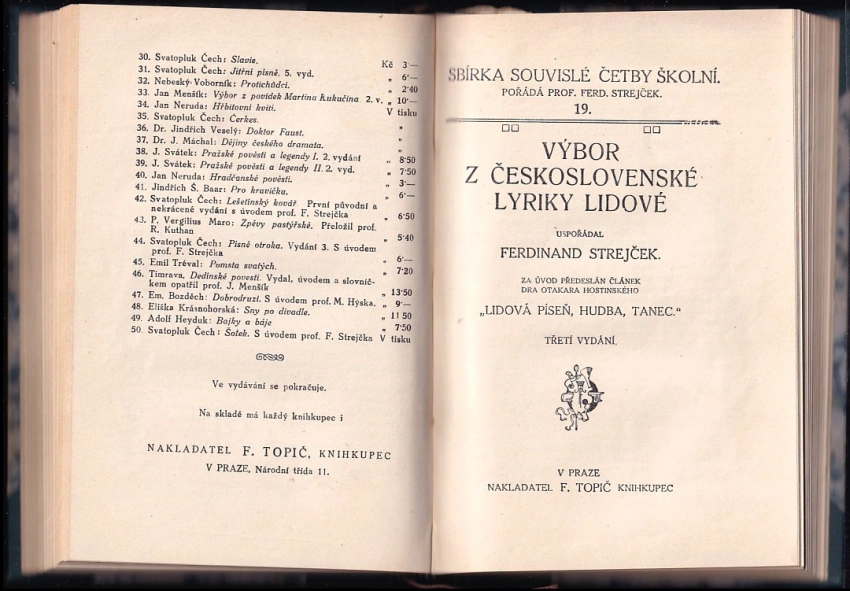 30. Svatopluk Čech: Slavie. Kč 3·—
31. Svatopluk Čech: Jitřní písně. 5. vyd. „ 6·—
32. Nebeský-Voborník: Protichůdci. „ 2·40
33. Jan Menšík: Výbor z povídek Martina Kukučína 2. v. „ 10·—
34. Jan Neruda: Hřbitovní kvítí. V tisku
35. Svatopluk Čech: Čerkes. „
36. Dr. Jindřich Veselý: Doktor Faust. „
37. Dr. J. Máchal: Dějiny českého dramata. „
38. J. Svátek: Pražské pověsti a legendy I. 2. vydání „ 8·50
39. J. Svátek: Pražské pověsti a legendy II. 2. vyd. „ 7·50
40. Jan Neruda: Hradčanské pověsti. „ 3·—
41. Jindřich Š. Baar: Pro kravičku. „ 6·—
42. Svatopluk Čech: Lešetínský kovář. První původní a
nekrácené vydání s úvodem prof. F. Strejčka „ 6·50
43. P. Vergilius Maro: Zpěvy pastýřské. Přeložil prof.
R. Kuthan „ 5·40
44. Svatopluk Čech: Písně otroka. Vydání 3. S úvodem
prof. F. Strejčka „ 6·—
45. Emil Tréval: Pomsta svatých. „ 7·20
46. Timrava. Dedinské povesti. Vydal, úvodem a slovníč-
kem opatřil prof. J. Menšík „ 13·50
47. Em. Bozděch: Dobrodruzi. S úvodem prof. M. Hýska. „ 9·—
48. Eliška Krásnohorská: Sny po divadle. „ 11 50
49. Adolf Heyduk: Bajky a báje „ 7·50
50. Svatopluk Čech: Šotek. S úvodem prof. F. Strejčka V tisku
Ve vydávání se pokračuje.
Na skladě má každý knihkupec i
NAKLADATEL F. TOPIČ, KNIHKUPEC
V PRAZE, Národní třída 11.
SBÍRKA SOUVISLÉ ČETBY ŠKOLNÍ.
POŘÁDÁ PROF. FERD. STREJČEK.
19.
VÝBOR
Z ČESKOSLOVENSKÉ
LYRIKY LIDOVÉ
USPOŘÁDAL
FERDINAND STREJČEK.
ZA ÚVOD PŘEDESLÁN ČLÁNEK
DRA OTAKARA HOSTINSKÉHO
„LIDOVÁ PÍSEŇ, HUDBA, TANEC.“
TŘETÍ VYDÁNÍ.
V PRAZE
NAKLADATEL F. TOPIČ KNIHKUPEC